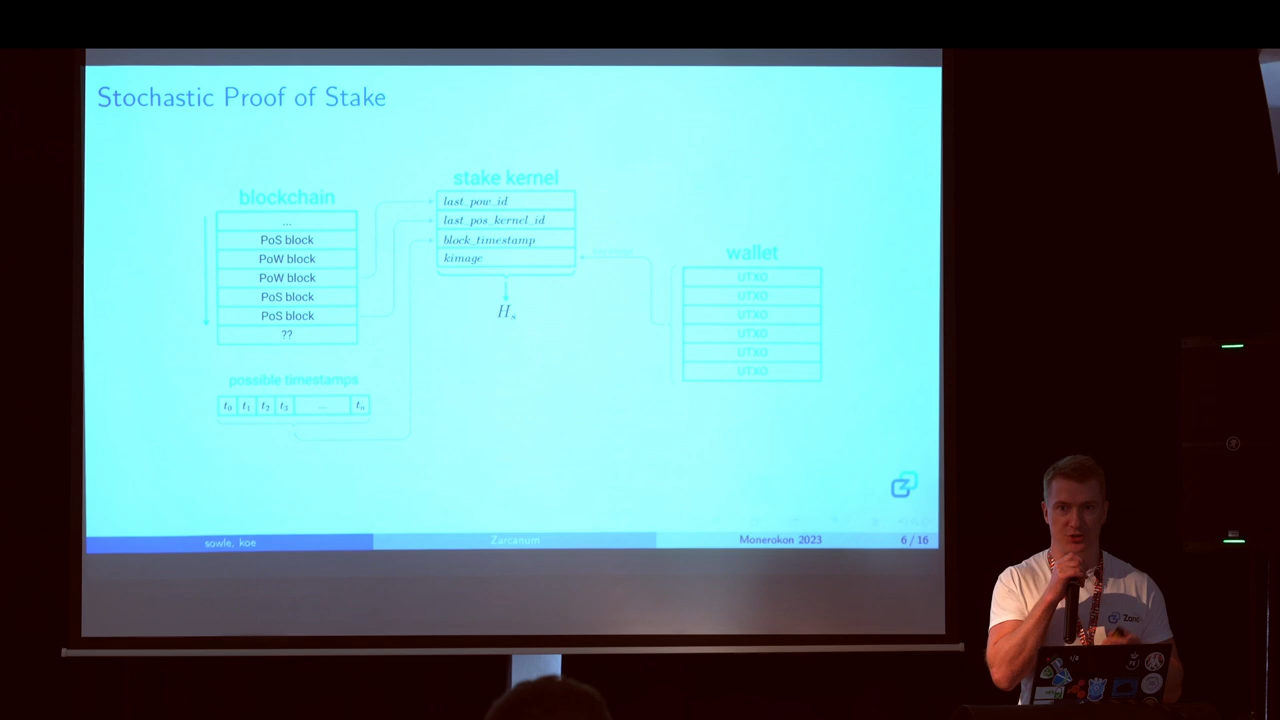 Stochastic Proof of Stake
blockchain
...
PoS block
PoW block
PoW block
PoS block
PoS block
??
possible timestamps
t₀ t₁ t₂ t₃ ... tₙ
stake kernel
last_pow_id
last_pos_kernel_id
block_timestamp
kimage
Hₛ
wallet
UTXO
UTXO
UTXO
UTXO
UTXO
UTXO
sowle, koe
Zarcanum
Monerokon 2023
6 / 16
Zano